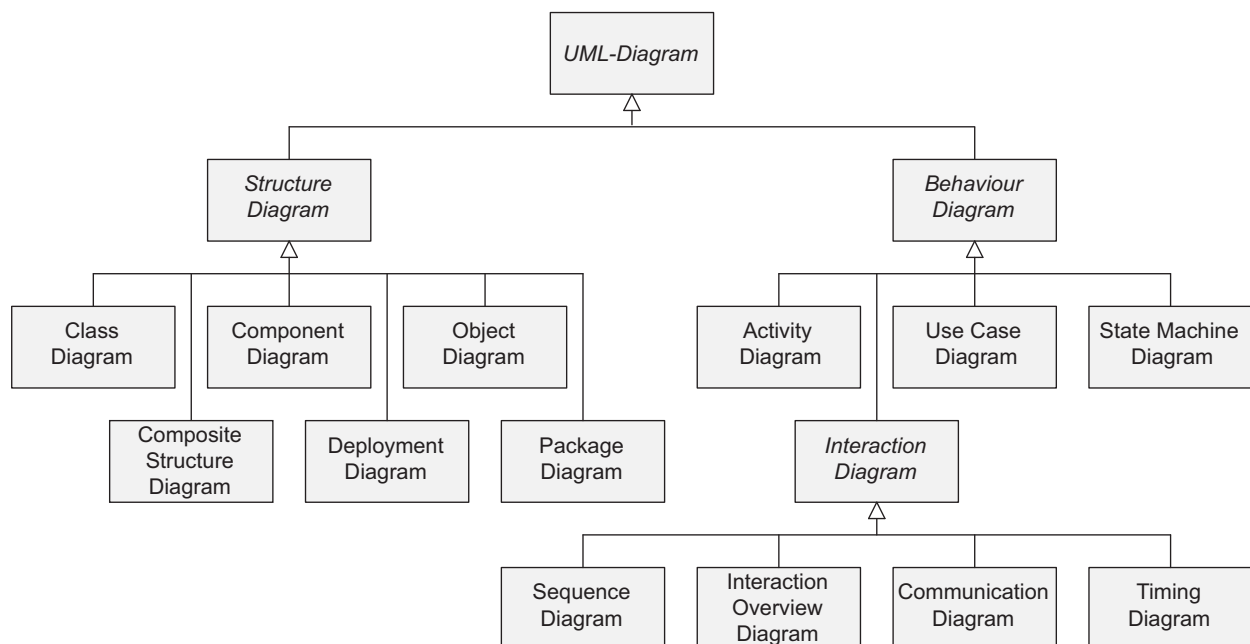 UML-Diagram
Structure
Diagram
Behaviour
Diagram
Class
Diagram
Component
Diagram
Object
Diagram
Activity
Diagram
Use Case
Diagram
State Machine
Diagram
Composite
Structure
Diagram
Deployment
Diagram
Package
Diagram
Interaction
Diagram
Sequence
Diagram
Interaction
Overview
Diagram
Communication
Diagram
Timing
Diagram